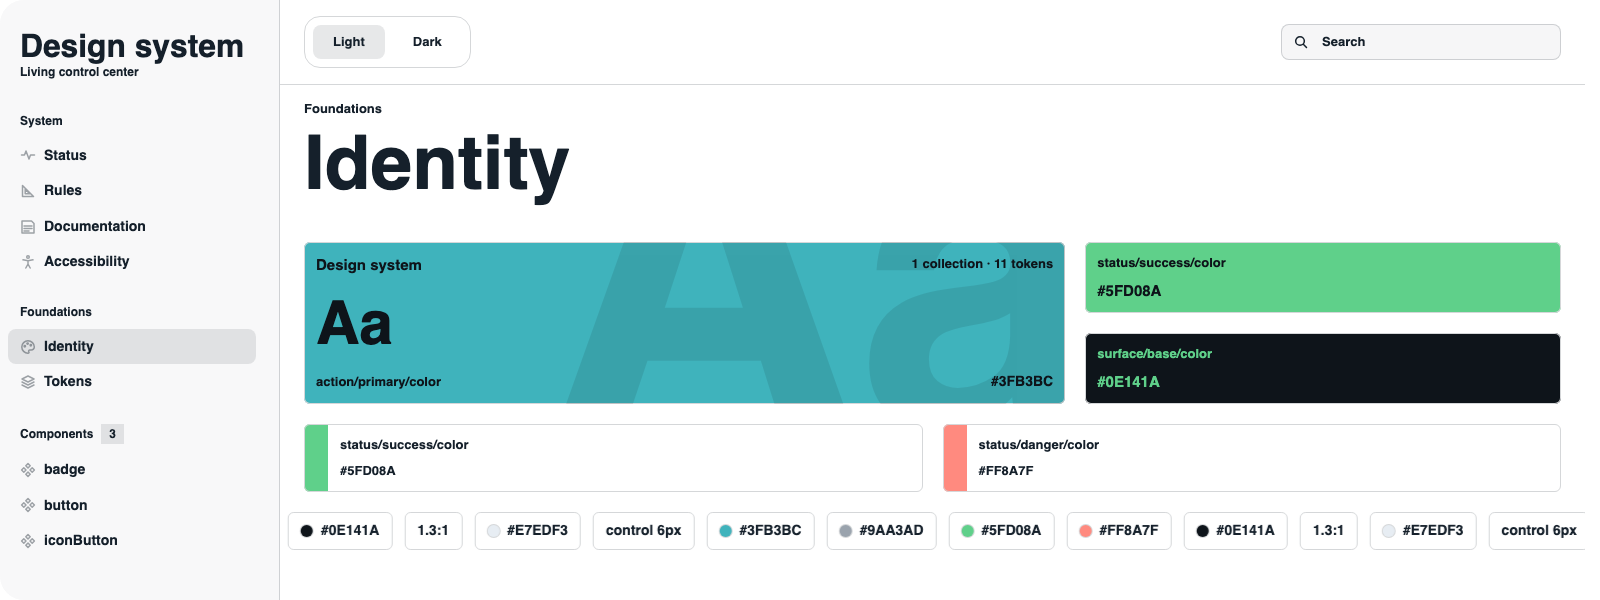 Design system
Living control center
System
Status
Rules
Documentation
Accessibility
Foundations
Identity
Tokens
Components 3
badge
button
iconButton
Light Dark
Search
Foundations
Identity
Design system
1 collection · 11 tokens
Aa
Aa
action/primary/color
#3FB3BC
status/success/color
#5FD08A
surface/base/color
#0E141A
status/success/color
#5FD08A
status/danger/color
#FF8A7F
#0E141A 1.3:1 #E7EDF3 control 6px #3FB3BC #9AA3AD #5FD08A #FF8A7F #0E141A 1.3:1 #E7EDF3 control 6px